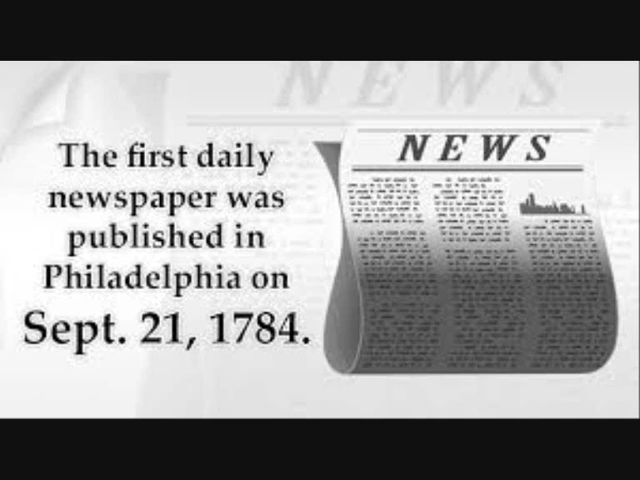 NEWS
The first daily
newspaper was
published in
Philadelphia on
Sept. 21, 1784.
NEWS